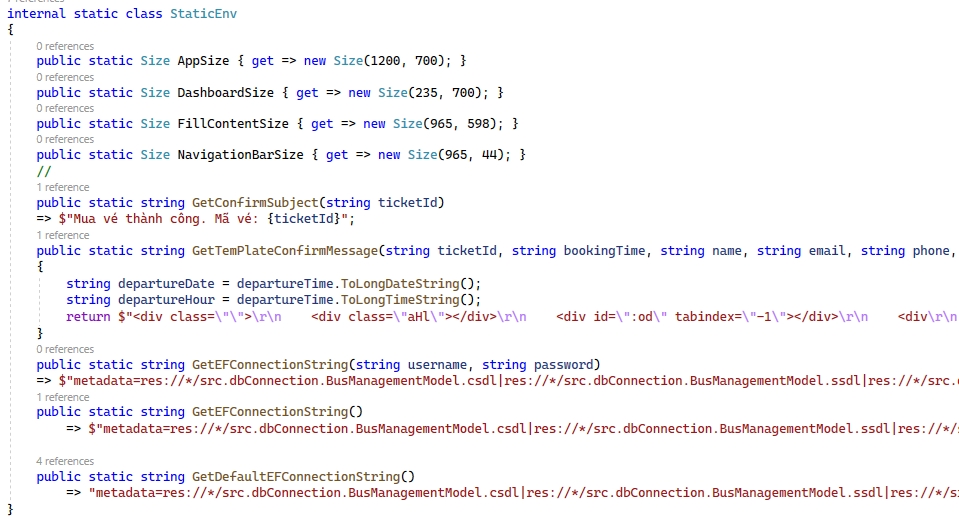 1 references
internal static class StaticEnv
{
0 references
public static Size AppSize { get => new Size(1200, 700); }
0 references
public static Size DashboardSize { get => new Size(235, 700); }
0 references
public static Size FillContentSize { get => new Size(965, 598); }
0 references
public static Size NavigationBarSize { get => new Size(965, 44); }
//
1 reference
public static string GetConfirmSubject(string ticketId)
=> $"Mua vé thành công. Mã vé: {ticketId}";
1 reference
public static string GetTemPlateConfirmMessage(string ticketId, string bookingTime, string name, string email, string phone,
{
string departureDate = departureTime.ToLongDateString();
string departureHour = departureTime.ToLongTimeString();
return $"<div class=\"\">\r\n    <div class=\"aHl\"></div>\r\n    <div id=\":od\" tabindex=\"-1\"></div>\r\n    <div\r\n
}
0 references
public static string GetEFConnectionString(string username, string password)
=> $"metadata=res://*/src.dbConnection.BusManagementModel.csdl|res://*/src.dbConnection.BusManagementModel.ssdl|res://*/src.
1 reference
public static string GetEFConnectionString()
=> $"metadata=res://*/src.dbConnection.BusManagementModel.csdl|res://*/src.dbConnection.BusManagementModel.ssdl|res://*/
4 references
public static string GetDefaultEFConnectionString()
=> "metadata=res://*/src.dbConnection.BusManagementModel.csdl|res://*/src.dbConnection.BusManagementModel.ssdl|res://*/
}